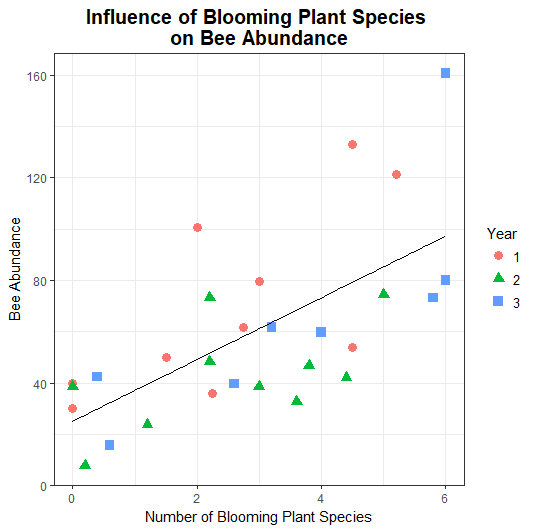 Influence of Blooming Plant Species
on Bee Abundance
160
120
80
40
0
Bee Abundance
0 2 4 6
Number of Blooming Plant Species
Year
1
2
3